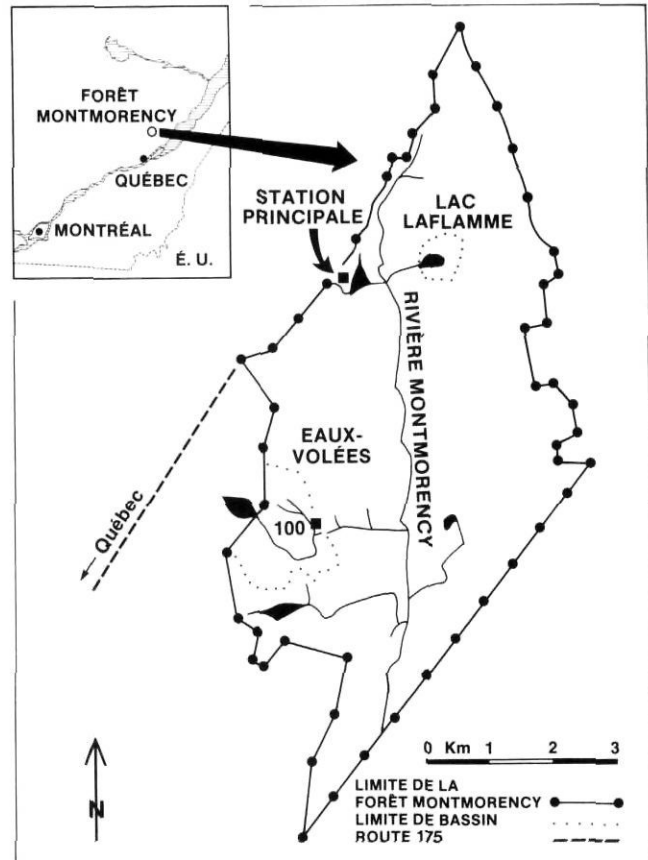 FORÊT
MONTMORENCY
QUÉBEC
MONTRÉAL
É. U.
STATION
PRINCIPALE
LAC
LAFLAMME
RIVIÈRE MONTMORENCY
EAUX-
VOLÉES
100
Québec
N
0 Km 1 2 3
LIMITE DE LA
FORÊT MONTMORENCY
LIMITE DE BASSIN
ROUTE 175